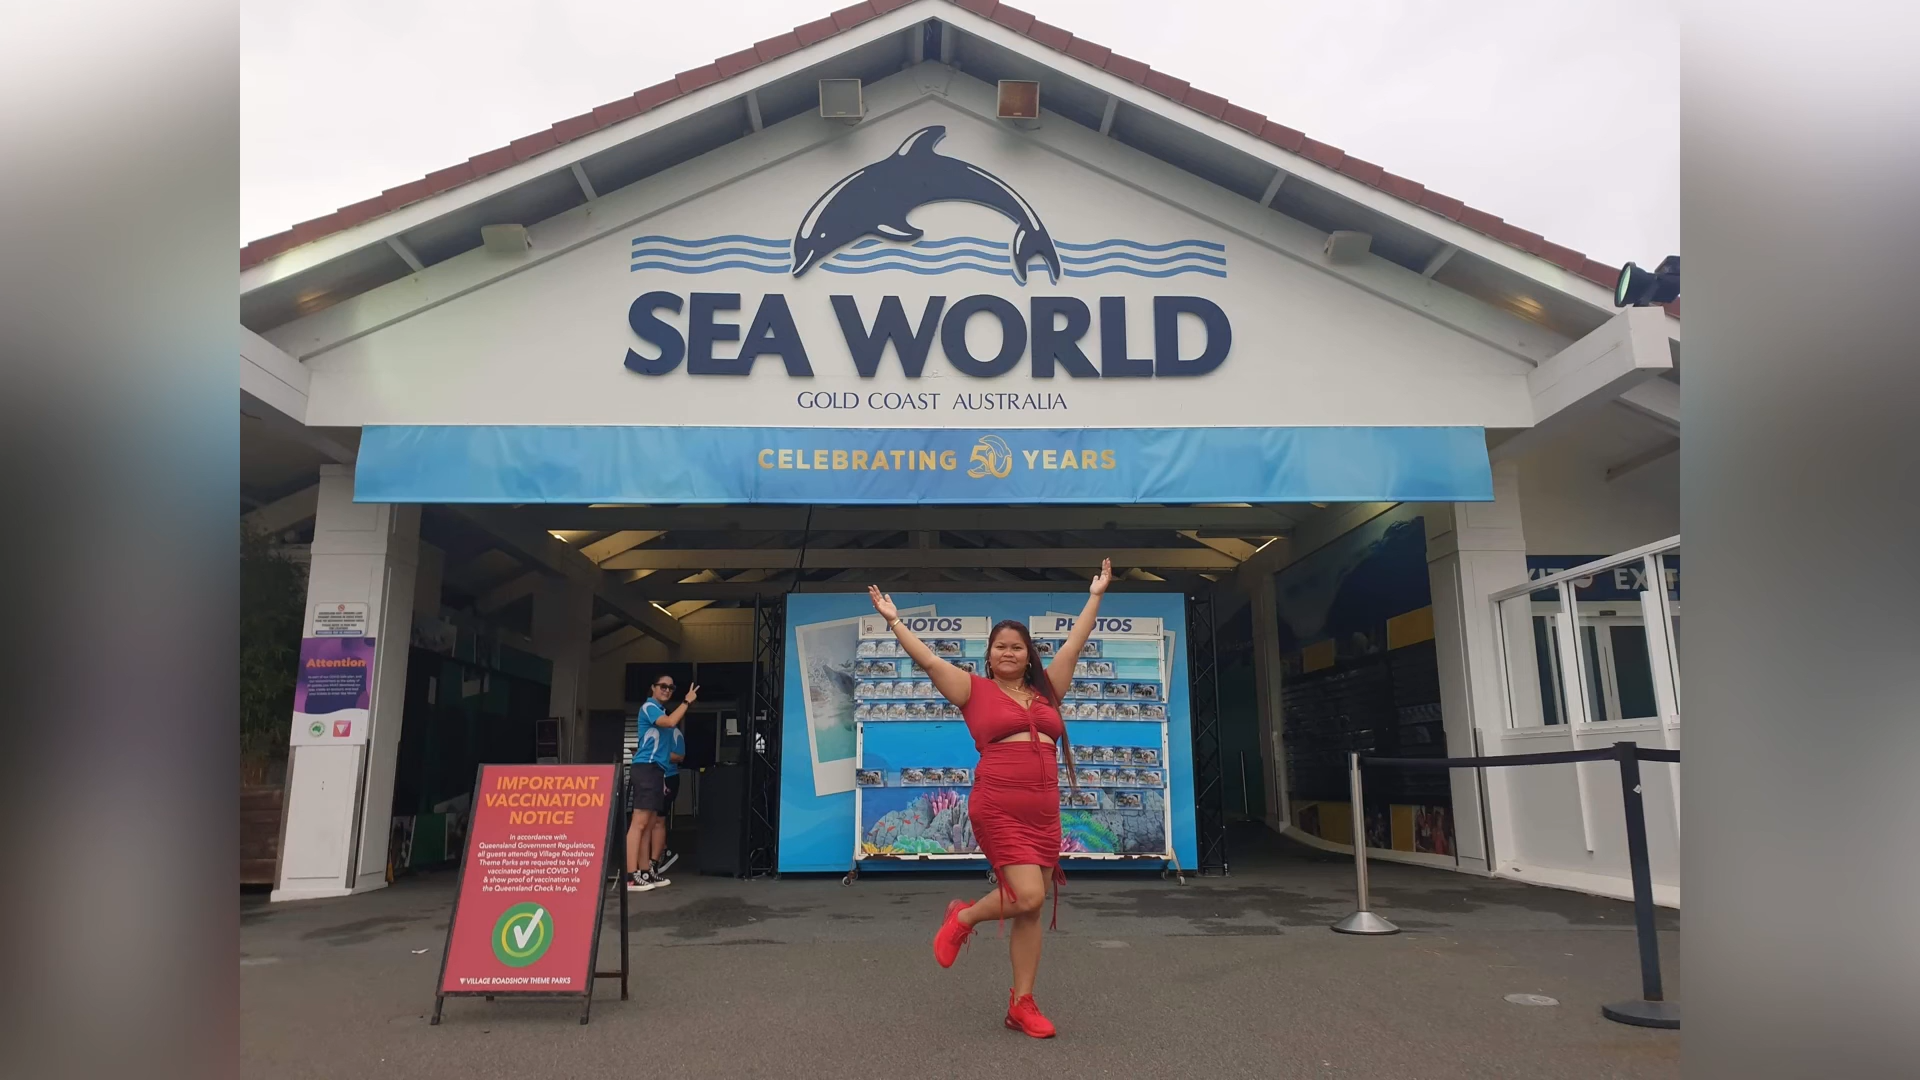 SEA WORLD
GOLD COAST AUSTRALIA
CELEBRATING 50 YEARS
EXIT
PHOTOS
PHOTOS
Attention
IMPORTANT
VACCINATION
NOTICE
In accordance with
Queensland Government Regulations,
all guests attending Village Roadshow
Theme Parks are required to be fully
vaccinated against COVID-19
& show proof of vaccination via
the Queensland Check In App.
VILLAGE ROADSHOW THEME PARKS